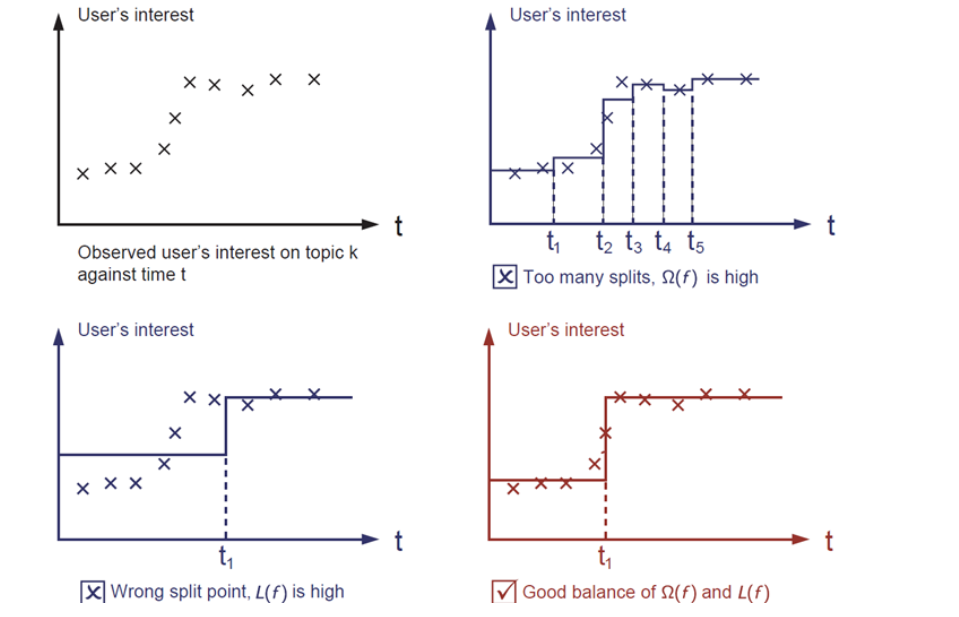 User's interest
t
Observed user's interest on topic k
against time t
User's interest
t
t₁ t₂ t₃ t₄ t₅
Too many splits, Ω(f) is high
User's interest
t
t₁
Wrong split point, L(f) is high
User's interest
t
t₁
Good balance of Ω(f) and L(f)